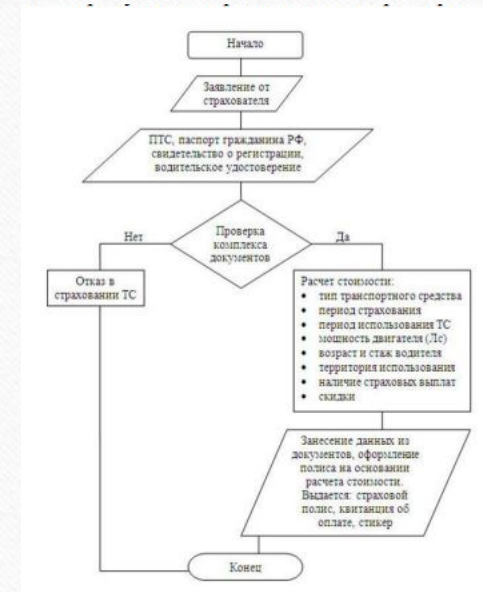 Начало
Заявление от
страхователя
ПТС, паспорт гражданина РФ,
свидетельство о регистрации,
водительское удостоверение
Проверка
комплекса
документов
Нет
Да
Отказ в
страховании ТС
Расчет стоимости:
• тип транспортного средства
• период страхования
• период использования ТС
• мощность двигателя (Лс)
• возраст и стаж водителя
• территория использования
• наличие страховых выплат
• скидки
Занесение данных из
документов, оформление
полиса на основании
расчета стоимости.
Выдается: страховой
полис, квитанция об
оплате, стикер
Конец